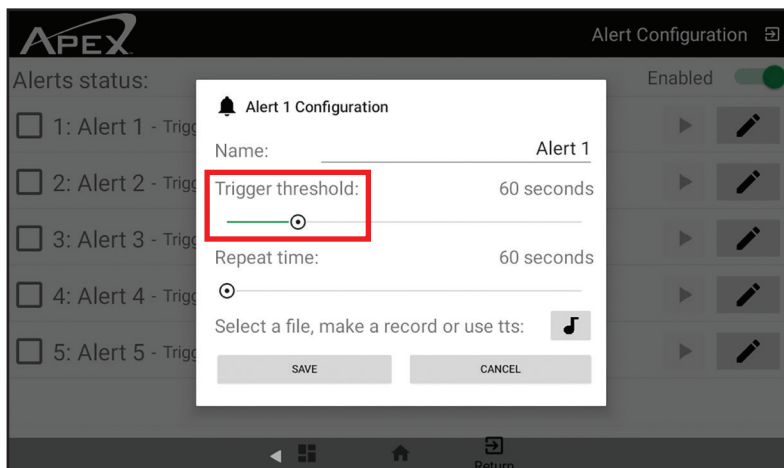 APEX
Alert Configuration
Alerts status:
Enabled
Alert 1 Configuration
Name:
Alert 1
Trigger threshold:
60 seconds
Repeat time:
60 seconds
Select a file, make a record or use tts:
SAVE
CANCEL
1: Alert 1 - Trigg
2: Alert 2 - Trigg
3: Alert 3 - Trigg
4: Alert 4 - Trigg
5: Alert 5 - Trigg
Return